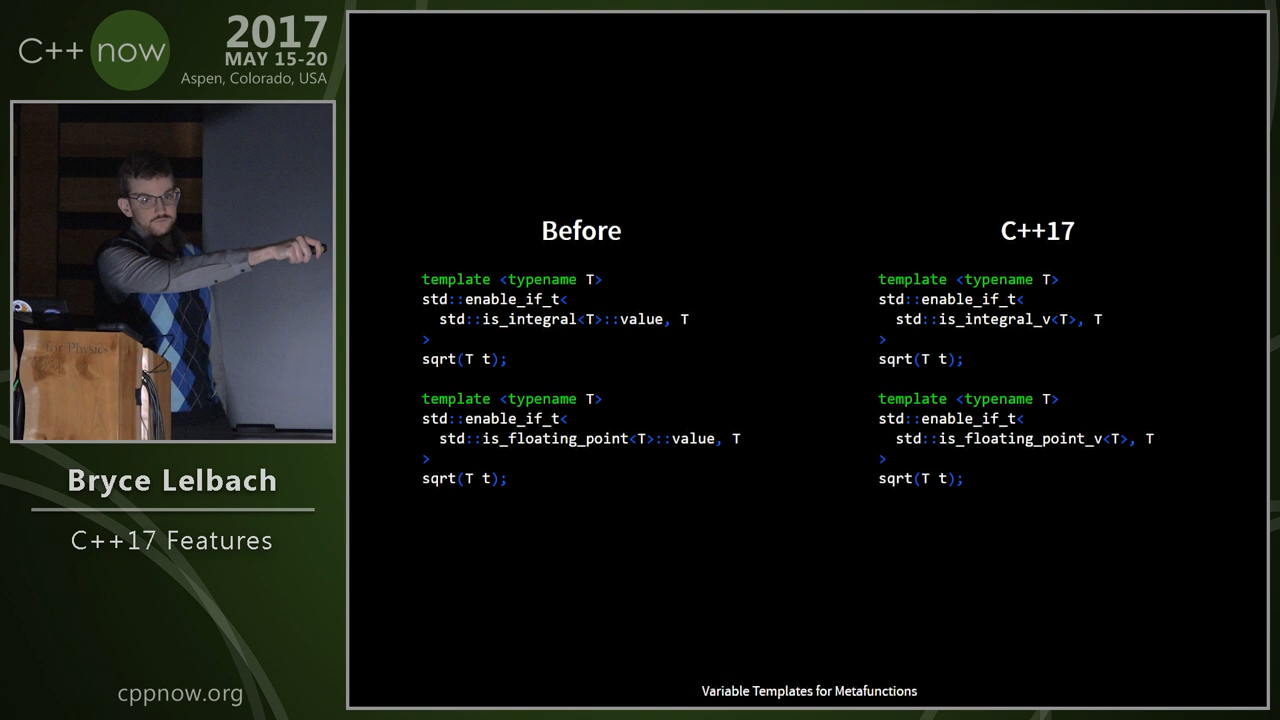 C++ now
2017
MAY 15-20
Aspen, Colorado, USA
for Physics
Bryce Lelbach
C++17 Features
cppnow.org
Before
template <typename T>
std::enable_if_t<
std::is_integral<T>::value, T
>
sqrt(T t);
template <typename T>
std::enable_if_t<
std::is_floating_point<T>::value, T
>
sqrt(T t);
C++17
template <typename T>
std::enable_if_t<
std::is_integral_v<T>, T
>
sqrt(T t);
template <typename T>
std::enable_if_t<
std::is_floating_point_v<T>, T
>
sqrt(T t);
Variable Templates for Metafunctions